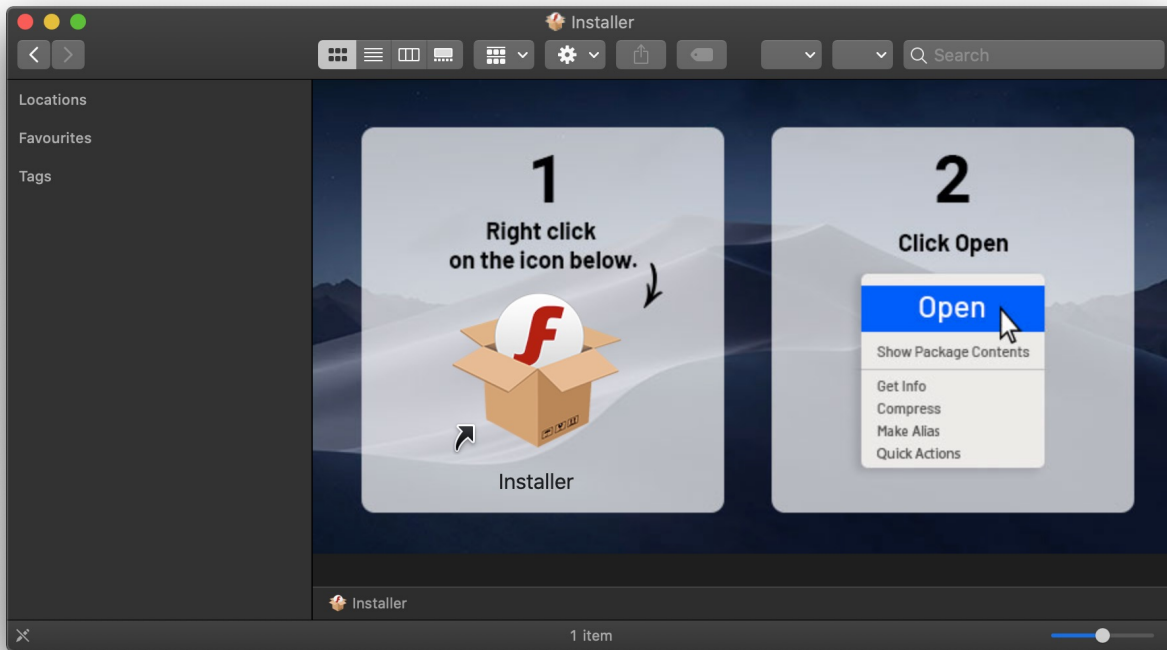 Installer
Search
Locations
Favourites
Tags
1
Right click
on the icon below.
Installer
2
Click Open
Open
Show Package Contents
Get Info
Compress
Make Alias
Quick Actions
Installer
1 item